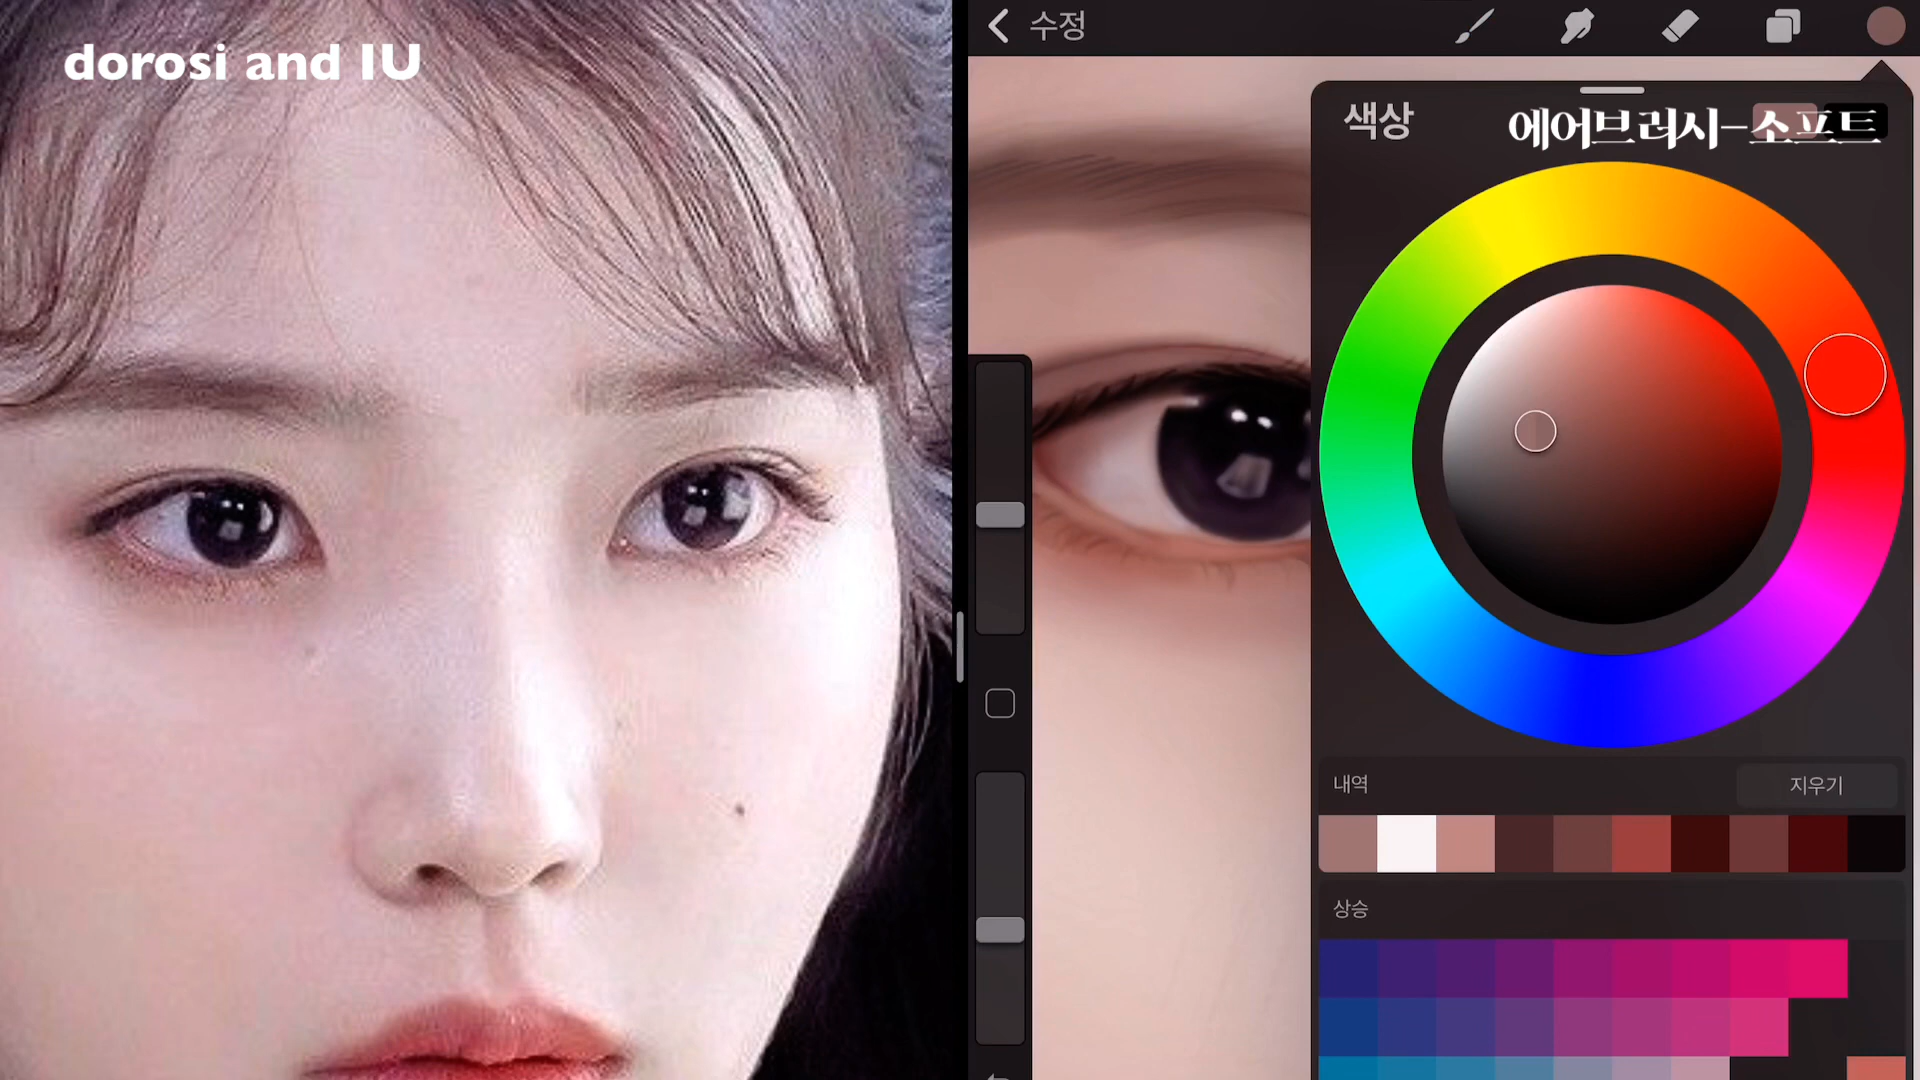 dorosi and IU
수정
색상
에어브러시-소프트
내역
지우기
상승